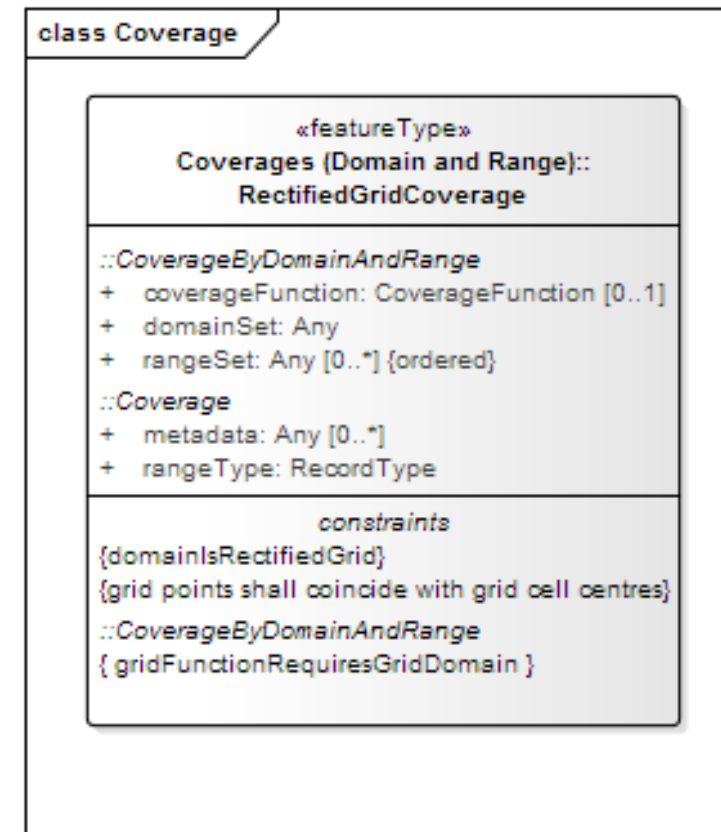 class Coverage
«featureType»
Coverages (Domain and Range)::
RectifiedGridCoverage
::CoverageByDomainAndRange
+ coverageFunction: CoverageFunction [0..1]
+ domainSet: Any
+ rangeSet: Any [0..*] {ordered}
::Coverage
+ metadata: Any [0..*]
+ rangeType: RecordType
constraints
{domainIsRectifiedGrid}
{grid points shall coincide with grid cell centres}
::CoverageByDomainAndRange
{ gridFunctionRequiresGridDomain }